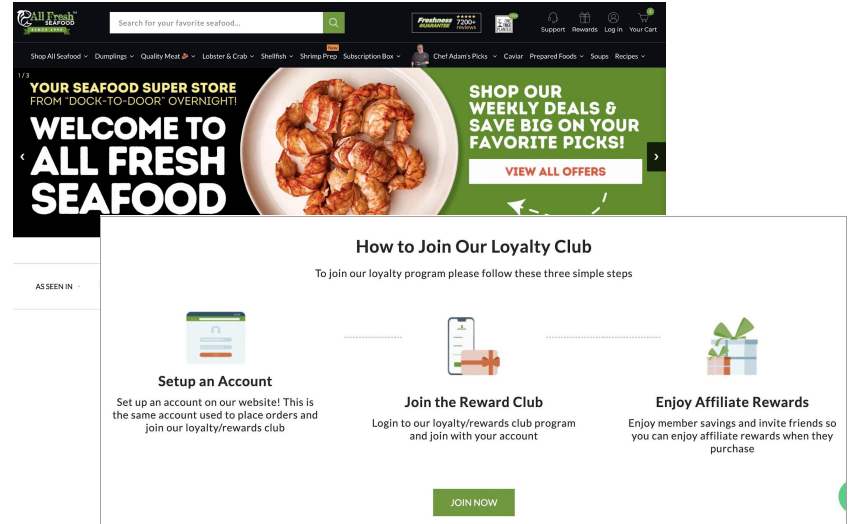 All Fresh™
SEAFOOD
Search for your favorite seafood...
Freshness
GUARANTEE
7200+
reviews
Support
Rewards
Log In
0
Your Cart
Shop All Seafood
Dumplings
Quality Meat
Lobster & Crab
Shellfish
New
Shrimp Prep
Subscription Box
Chef Adam's Picks
Caviar
Prepared Foods
Soups
Recipes
1/3
YOUR SEAFOOD SUPER STORE
FROM "DOCK-TO-DOOR" OVERNIGHT!
WELCOME TO
ALL FRESH
SEAFOOD
SHOP OUR
WEEKLY DEALS &
SAVE BIG ON YOUR
FAVORITE PICKS!
VIEW ALL OFFERS
AS SEEN IN
How to Join Our Loyalty Club
To join our loyalty program please follow these three simple steps
Setup an Account
Set up an account on our website! This is
the same account used to place orders and
join our loyalty/rewards club
Join the Reward Club
Login to our loyalty/rewards club program
and join with your account
Enjoy Affiliate Rewards
Enjoy member savings and invite friends so
you can enjoy affiliate rewards when they
purchase
JOIN NOW